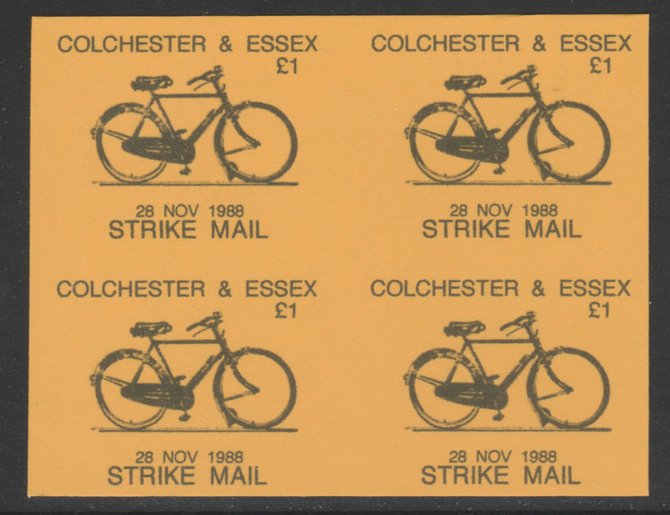 COLCHESTER & ESSEX
£1
28 NOV 1988
STRIKE MAIL
COLCHESTER & ESSEX
£1
28 NOV 1988
STRIKE MAIL
COLCHESTER & ESSEX
£1
28 NOV 1988
STRIKE MAIL
COLCHESTER & ESSEX
£1
28 NOV 1988
STRIKE MAIL